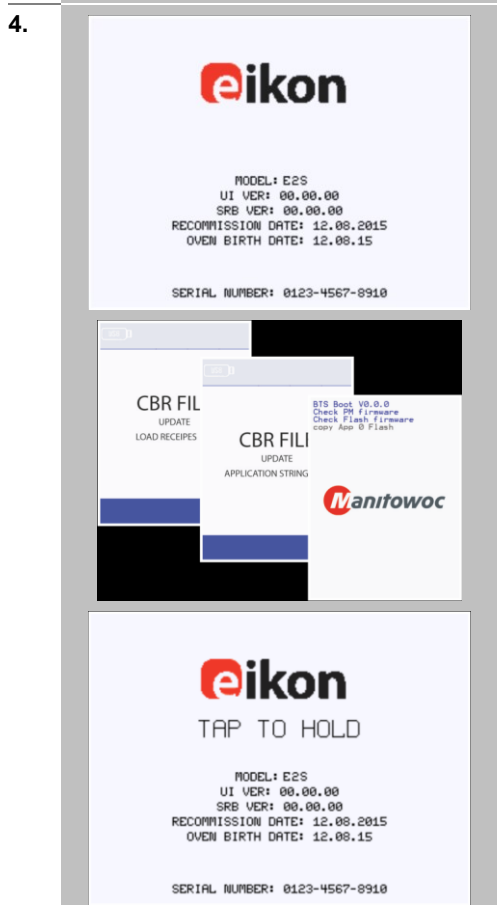 4.
eikon
MODEL: E2S
UI VER: 00.00.00
SRB VER: 00.00.00
RECOMMISSION DATE: 12.08.2015
OVEN BIRTH DATE: 12.08.15
SERIAL NUMBER: 0123-4567-8910
CBR FIL
UPDATE
LOAD RECEIPES
CBR FIL
UPDATE
APPLICATION STRING
BTS Boot V0.0.0
Check PM firmware
Check Flash firmware
copy App 0 Flash
Manitowoc
eikon
TAP TO HOLD
MODEL: E2S
UI VER: 00.00.00
SRB VER: 00.00.00
RECOMMISSION DATE: 12.08.2015
OVEN BIRTH DATE: 12.08.15
SERIAL NUMBER: 0123-4567-8910